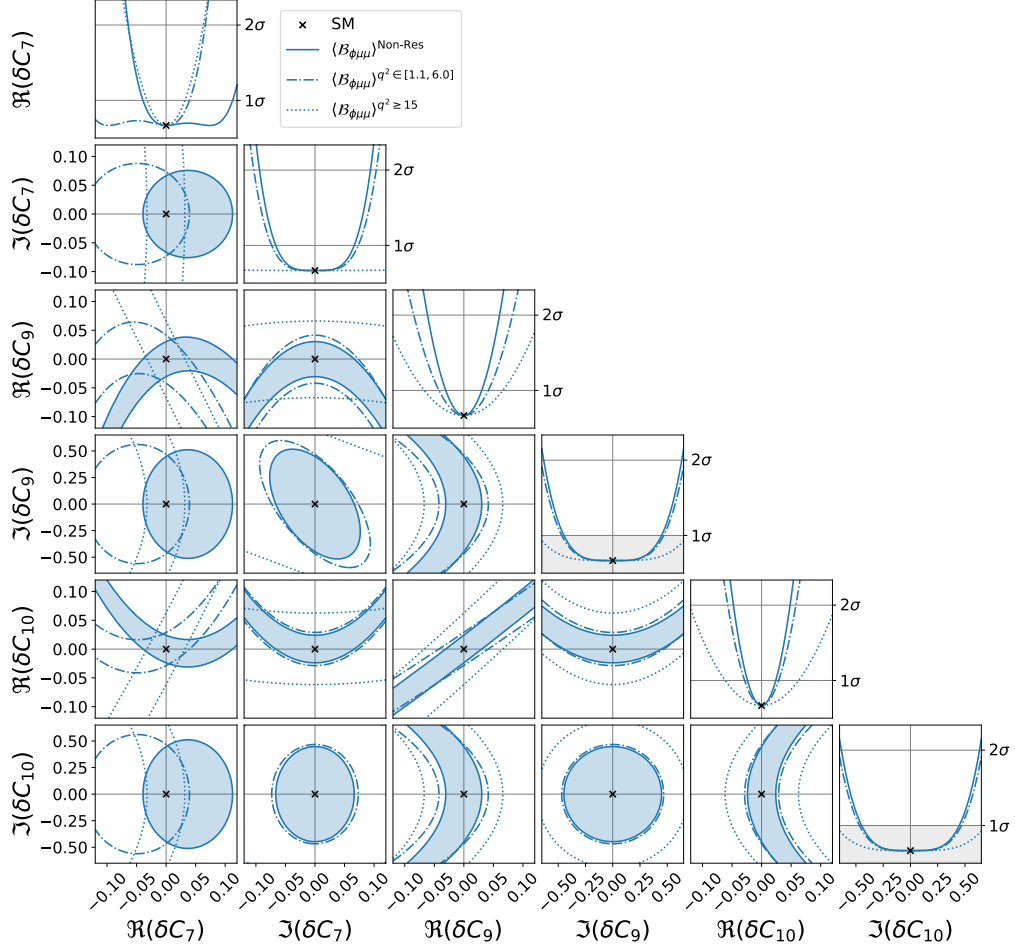 ℜ(δC₇)
2σ
1σ
× SM
⟨ℬ_ϕμμ⟩^Non-Res
⟨ℬ_ϕμμ⟩^q²∈[1.1, 6.0]
⟨ℬ_ϕμμ⟩^q²≥15
ℑ(δC₇)
0.10
0.05
0.00
−0.05
−0.10
2σ
1σ
ℜ(δC₉)
0.10
0.05
0.00
−0.05
−0.10
2σ
1σ
ℑ(δC₉)
0.50
0.25
0.00
−0.25
−0.50
2σ
1σ
ℜ(δC₁₀)
0.10
0.05
0.00
−0.05
−0.10
2σ
1σ
ℑ(δC₁₀)
0.50
0.25
0.00
−0.25
−0.50
2σ
1σ
−0.10 −0.05 0.00 0.05 0.10
−0.10 −0.05 0.00 0.05 0.10
−0.10 −0.05 0.00 0.05 0.10
−0.50 −0.25 0.00 0.25 0.50
−0.10 −0.05 0.00 0.05 0.10
−0.50 −0.25 0.00 0.25 0.50
ℜ(δC₇) ℑ(δC₇) ℜ(δC₉) ℑ(δC₉) ℜ(δC₁₀) ℑ(δC₁₀)